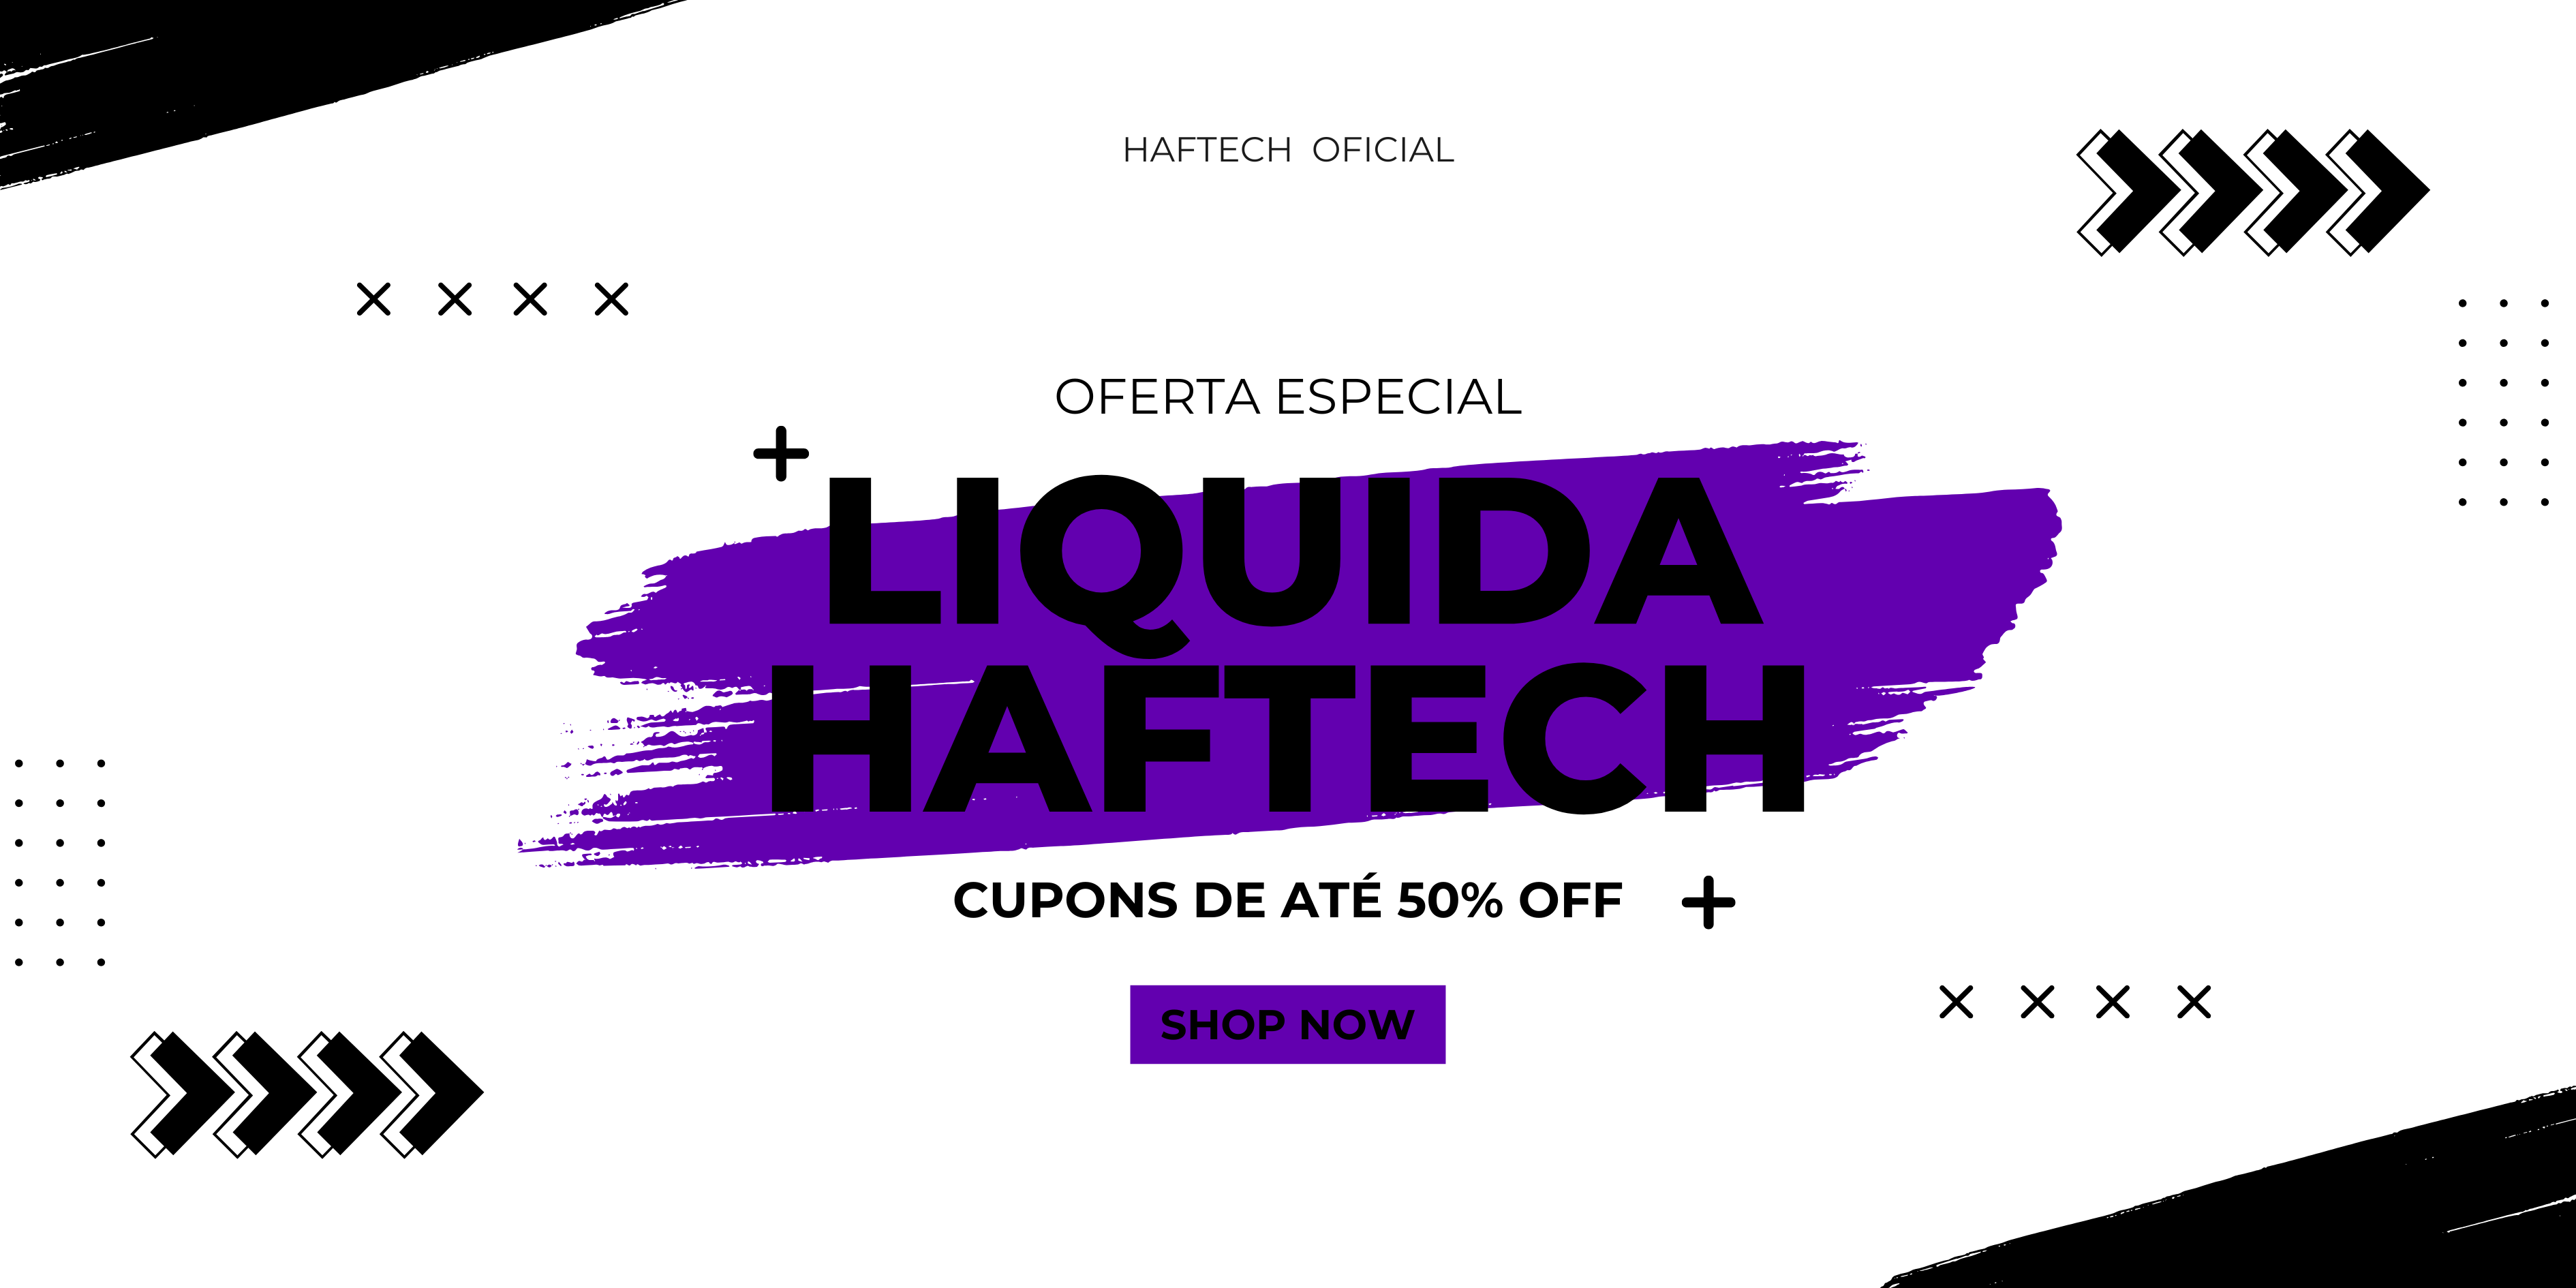 HAFTECH OFICIAL
OFERTA ESPECIAL
LIQUIDA
HAFTECH
CUPONS DE ATÉ 50% OFF
SHOP NOW